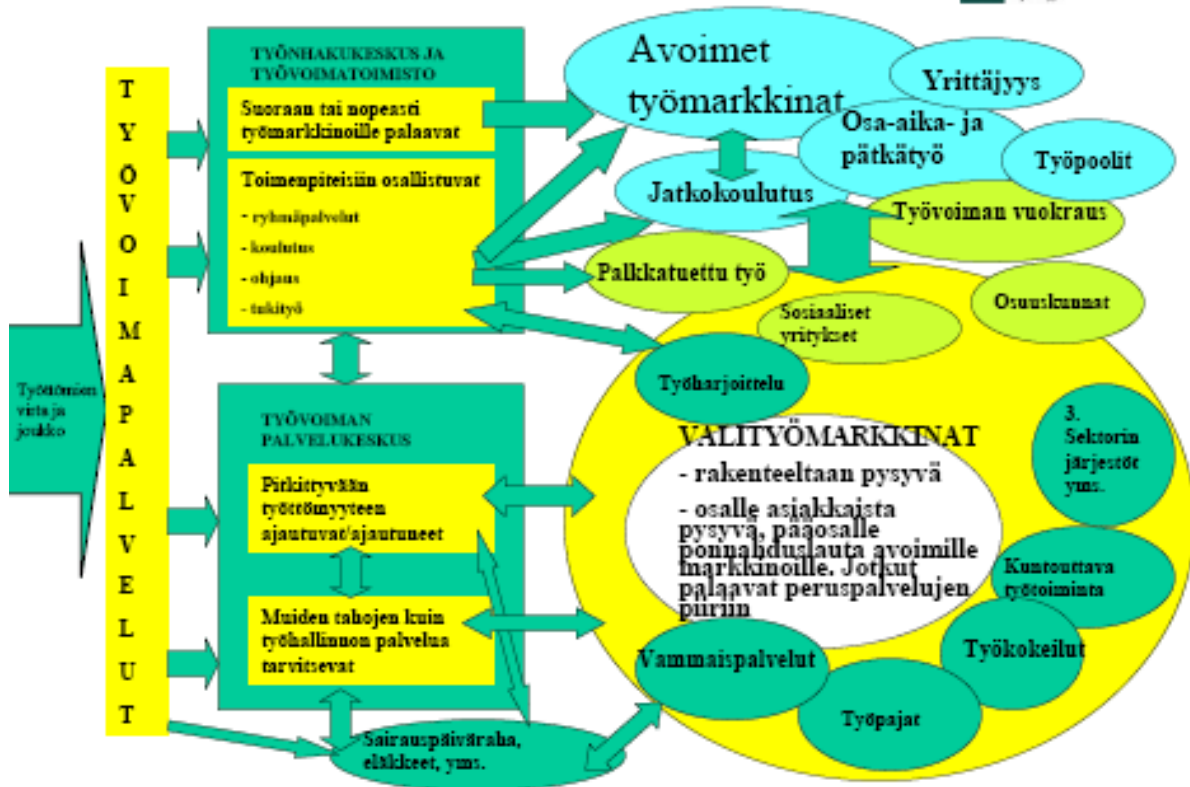 TYÖVOIMAPALVELUT
Työttömien
virta ja
joukko
TYÖNHAKUKESKUS JA
TYÖVOIMATOIMISTO
Suoraan tai nopeasti
työmarkkinoille palaavat
Toimenpiteisiin osallistuvat
- ryhmäpalvelut
- koulutus
- ohjaus
- tukityö
TYÖVOIMAN
PALVELUKESKUS
Pitkittyvään
työttömyyteen
ajautuvat/ajautuneet
Muiden tahojen kuin
työhallinnon palvelua
tarvitsevat
Sairauspäiväraha,
eläkkeet, yms.
Avoimet
työmarkkinat
Yrittäjyys
Osa-aika- ja
pätkätyö
Työpoolit
Jatkokoulutus
Työvoiman vuokraus
Palkkatuettu työ
Osuuskunnat
Sosiaaliset
yritykset
Työharjoittelu
VÄLITYÖMARKKINAT
- rakenteeltaan pysyvä
- osalle asiakkaista
pysyvä, pääosalle
ponnahduslauta avoimille
markkinoille. Jotkut
palaavat peruspalvelujen
piiriin
3.
Sektorin
järjestöt
yms.
Kuntouttava
työtoiminta
Työkokeilut
Vammaispalvelut
Työpajat